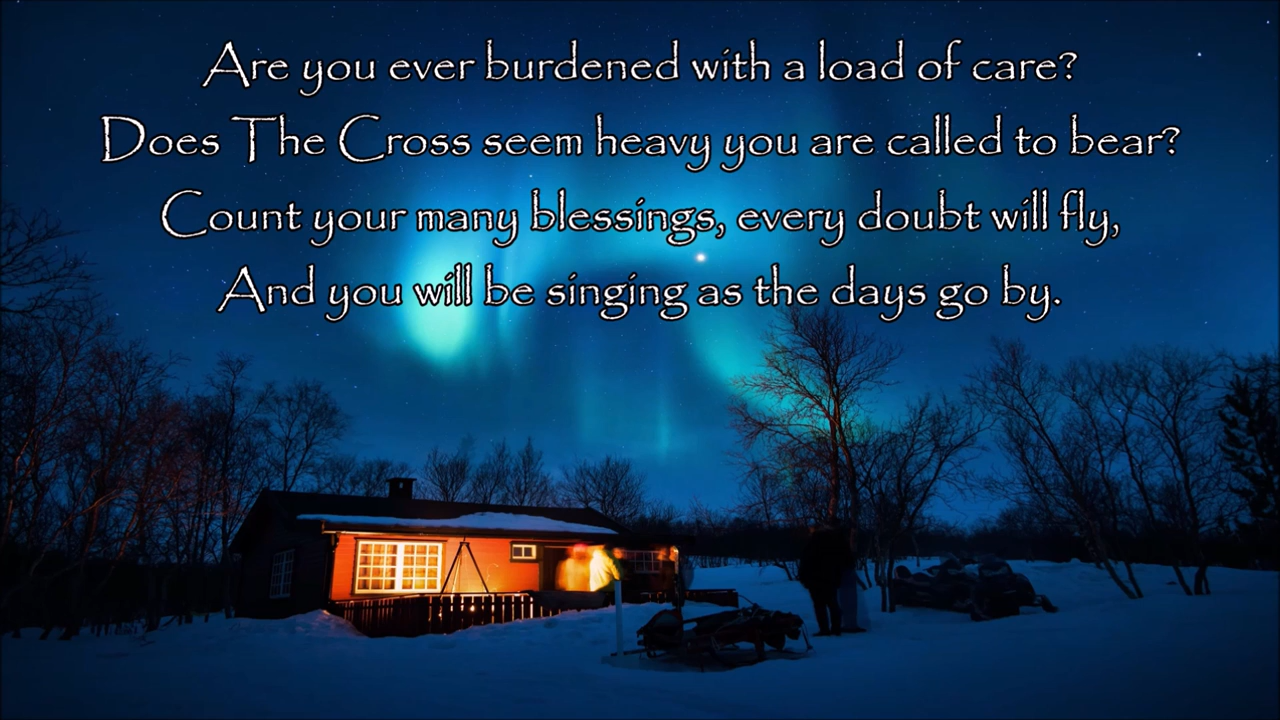 Are you ever burdened with a load of care?
Does The Cross seem heavy you are called to bear?
Count your many blessings, every doubt will fly,
And you will be singing as the days go by.